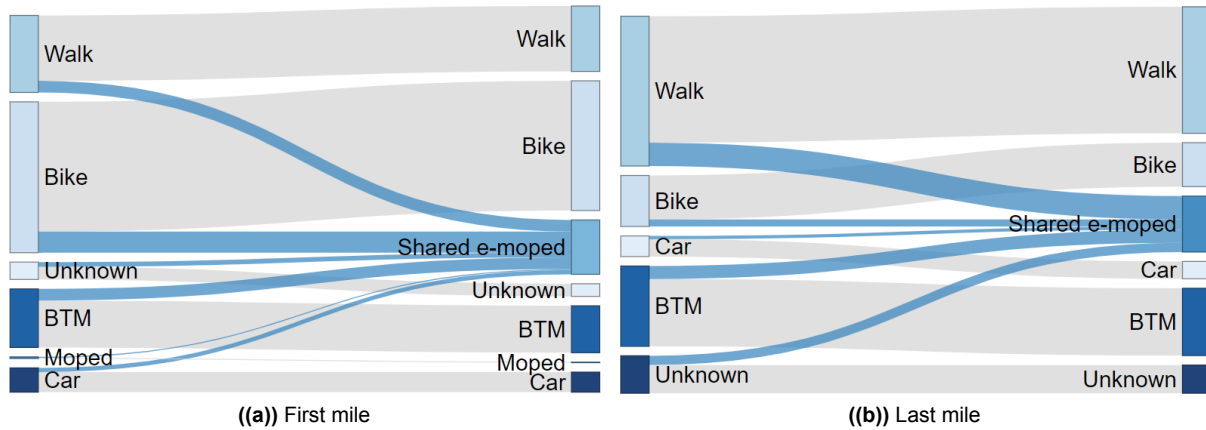 Walk
Bike
Unknown
BTM
Moped
Car
Walk
Bike
Shared e-moped
Unknown
BTM
Moped
Car
((a)) First mile
Walk
Bike
Car
BTM
Unknown
Walk
Bike
Shared e-moped
Car
BTM
Unknown
((b)) Last mile